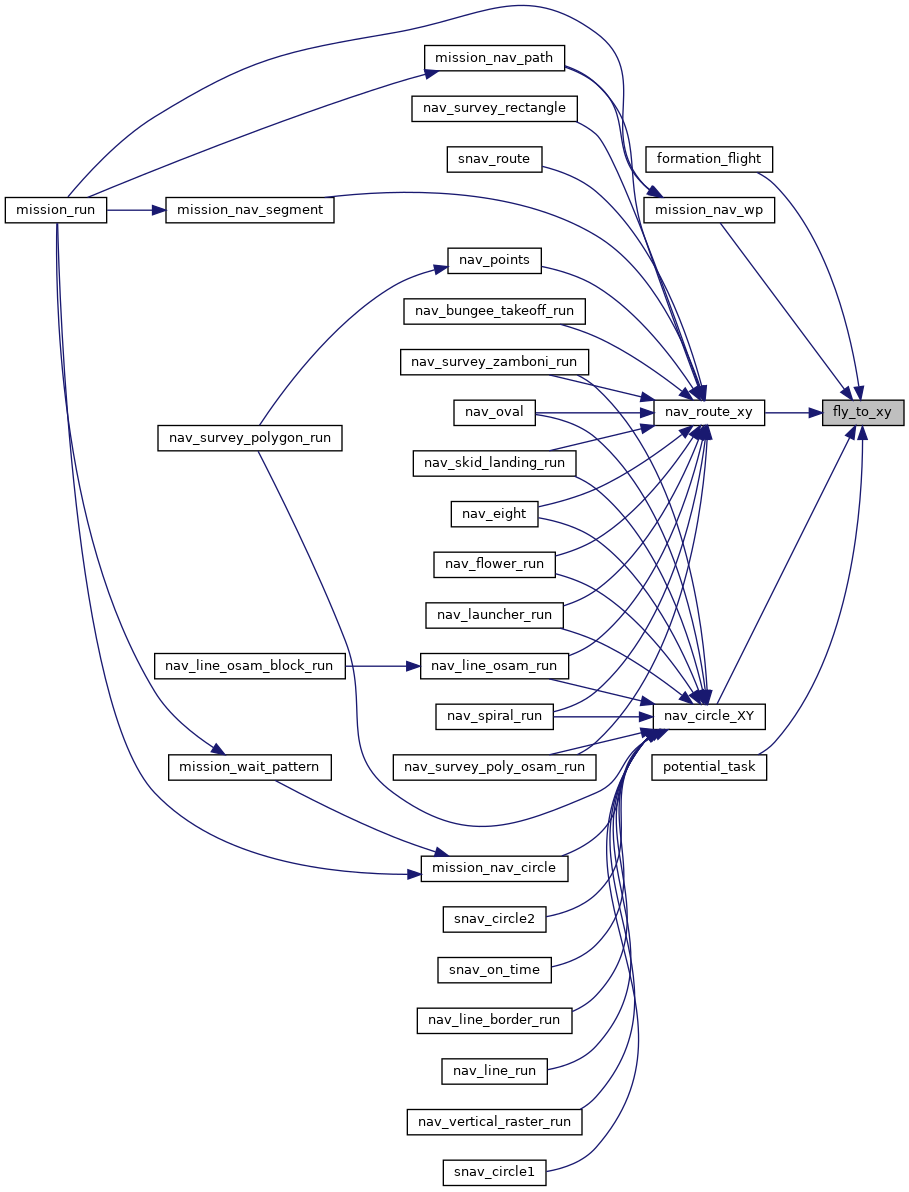 mission_nav_path
nav_survey_rectangle
snav_route
formation_flight
mission_run
mission_nav_segment
mission_nav_wp
nav_points
nav_bungee_takeoff_run
nav_survey_zamboni_run
nav_oval
nav_route_xy
fly_to_xy
nav_survey_polygon_run
nav_skid_landing_run
nav_eight
nav_flower_run
nav_launcher_run
nav_line_osam_block_run
nav_line_osam_run
nav_spiral_run
nav_circle_XY
mission_wait_pattern
nav_survey_poly_osam_run
potential_task
mission_nav_circle
snav_circle2
snav_on_time
nav_line_border_run
nav_line_run
nav_vertical_raster_run
snav_circle1